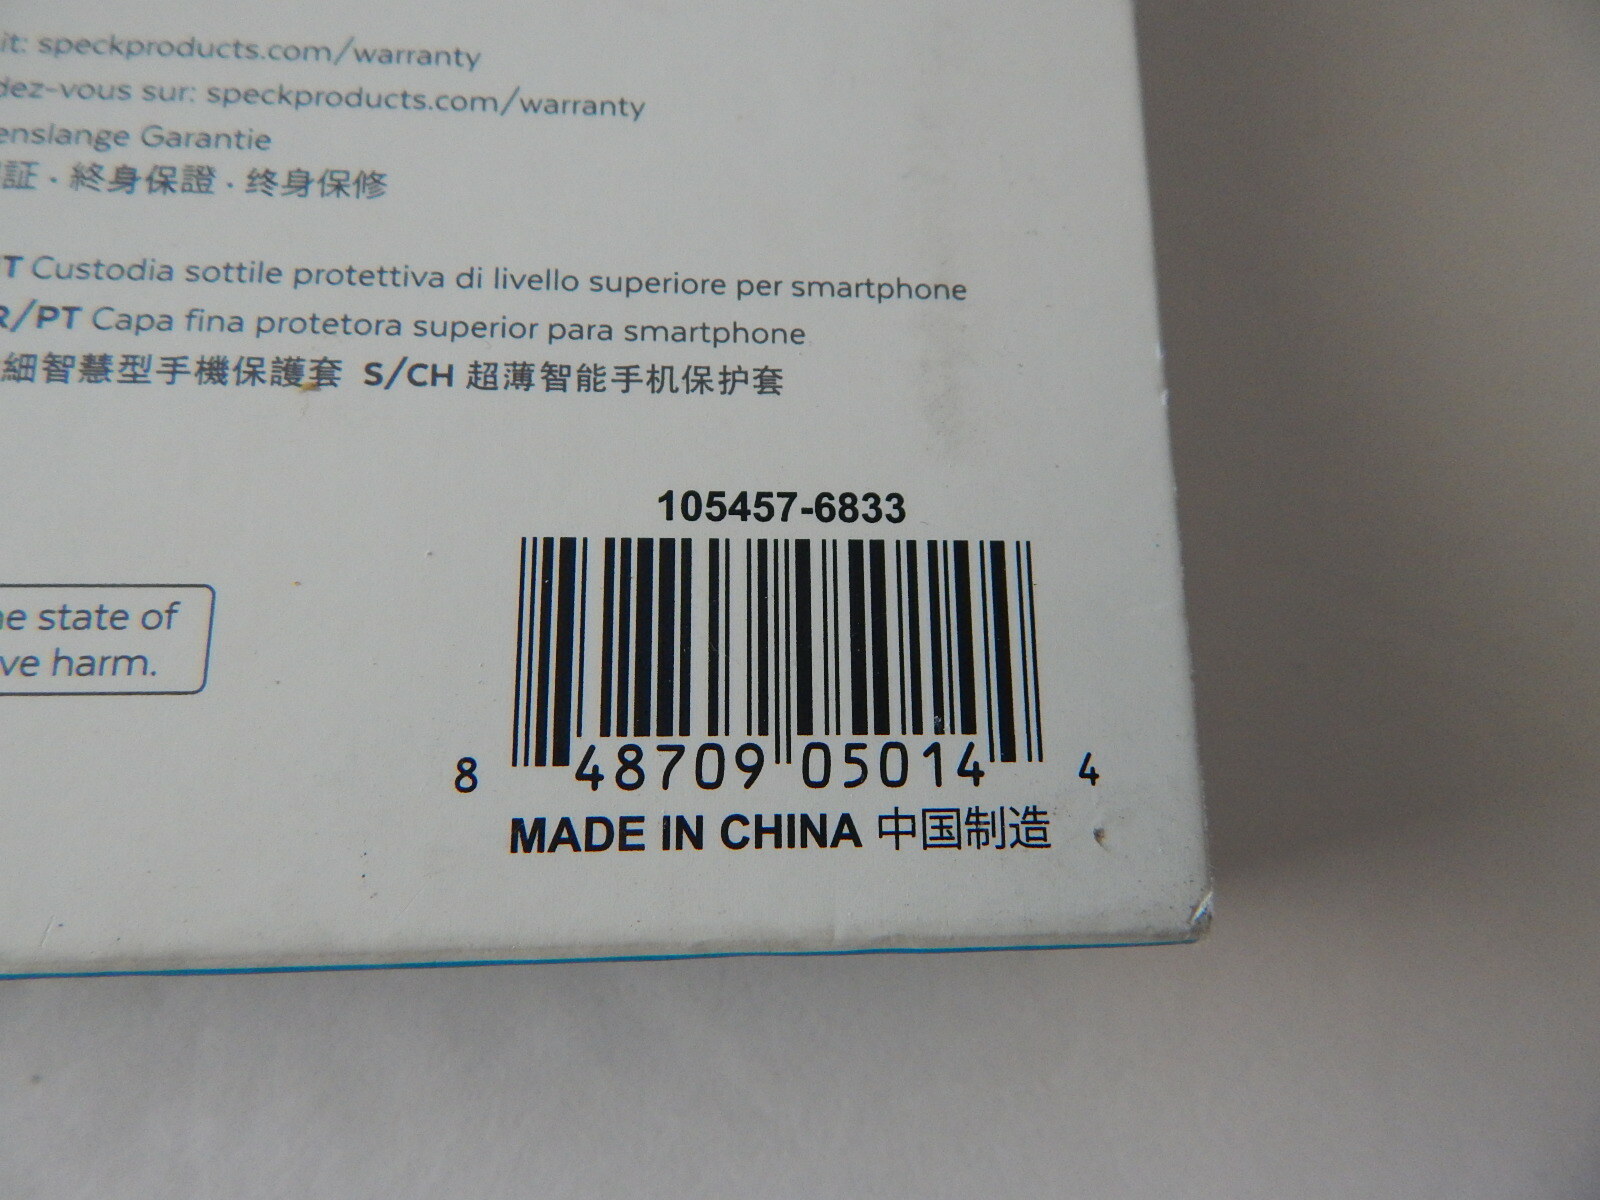 it: speckproducts.com/warranty
dez-vous sur: speckproducts.com/warranty
enslange Garantie
証 · 終身保證 · 终身保修
T Custodia sottile protettiva di livello superiore per smartphone
R/PT Capa fina protetora superior para smartphone
細智慧型手機保護套 S/CH 超薄智能手机保护套
105457-6833
ne state of
ve harm.
8 48709 05014 4
MADE IN CHINA 中国制造